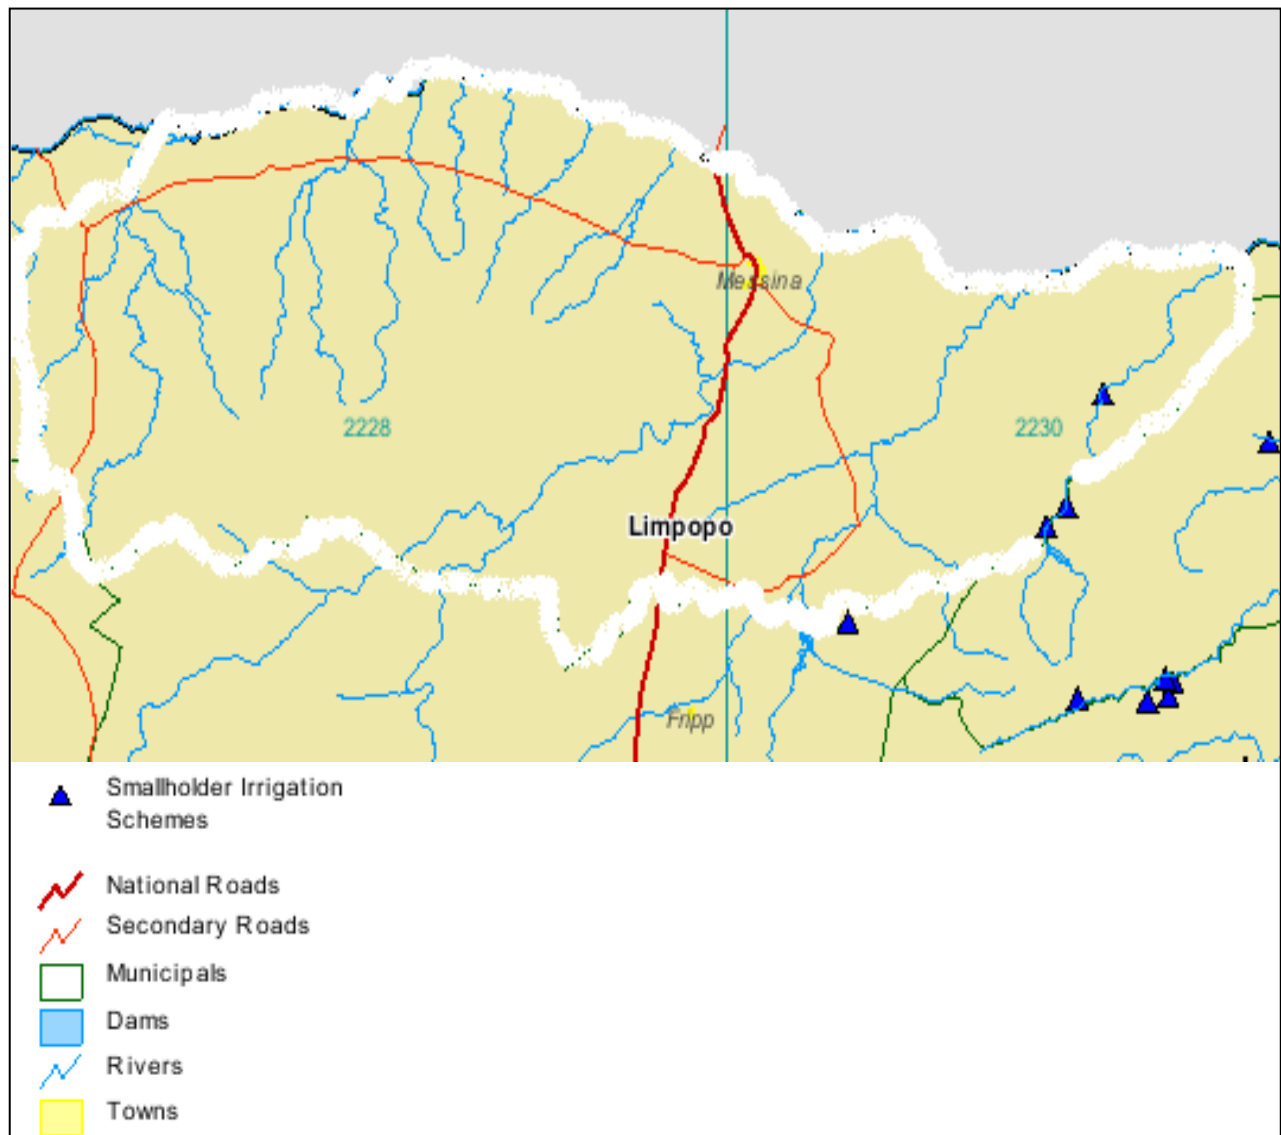 Messina
2228
2230
Limpopo
Fripp
Smallholder Irrigation
Schemes
National Roads
Secondary Roads
Municipals
Dams
Rivers
Towns